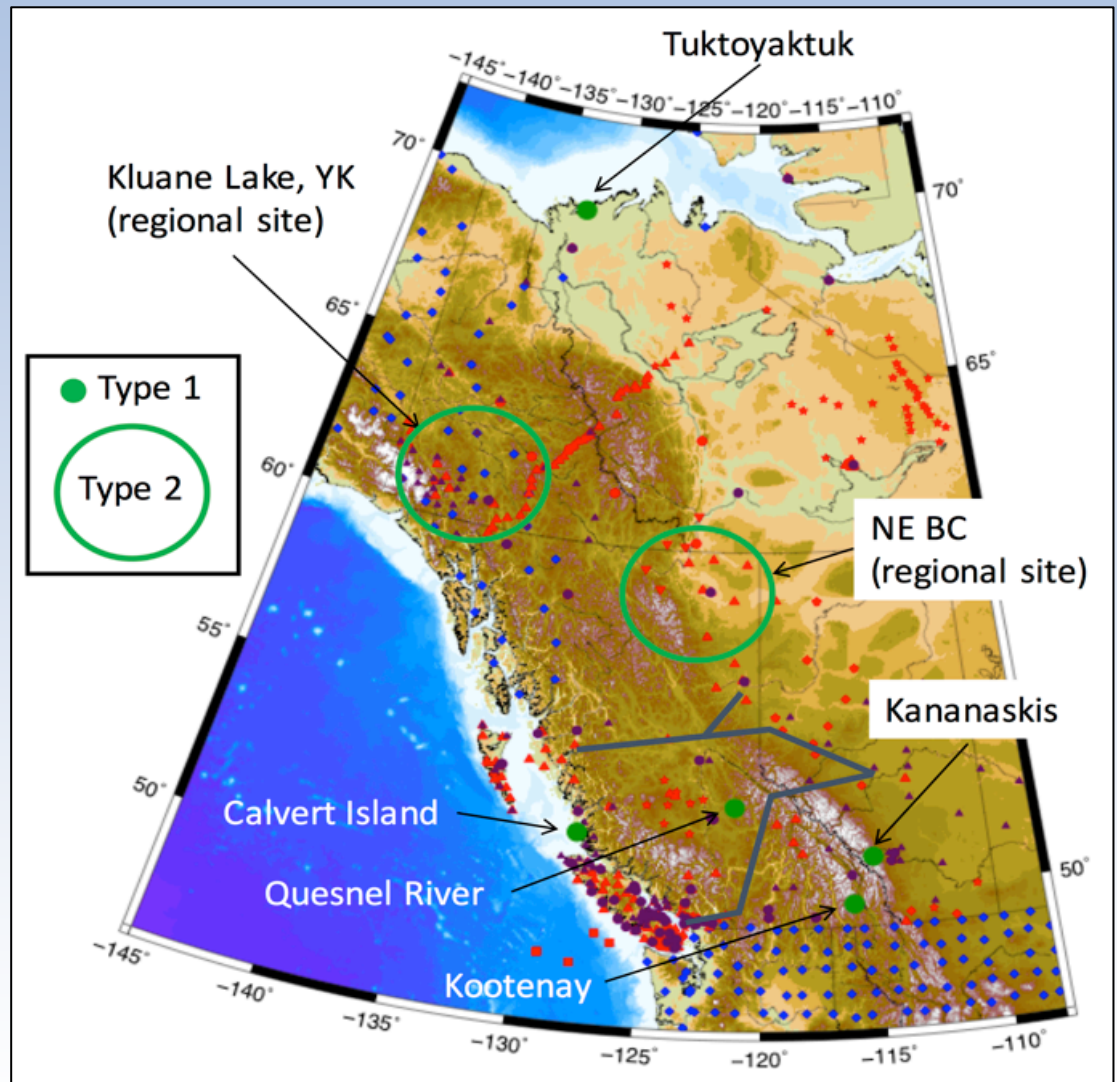 Tuktoyaktuk
−145° −140° −135° −130° −125° −120° −115° −110°
70°
70°
Kluane Lake, YK
(regional site)
65°
65°
Type 1
Type 2
60°
NE BC
(regional site)
55°
Kananaskis
50°
Calvert Island
50°
Quesnel River
Kootenay
−145°
−140°
−135°
−130°
−125°
−120°
−115°
−110°